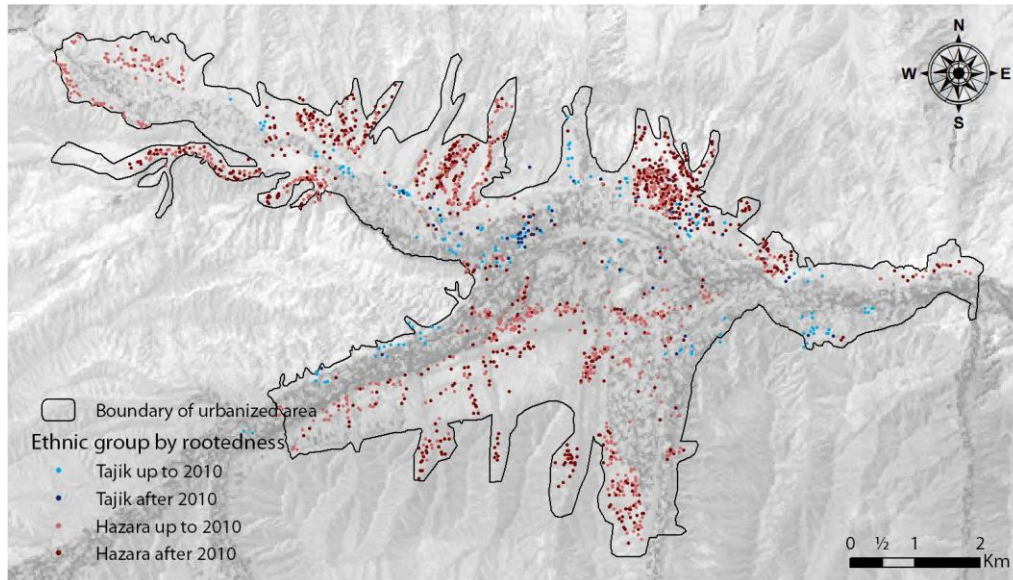 N
W E
S
Boundary of urbanized area
Ethnic group by rootedness
Tajik up to 2010
Tajik after 2010
Hazara up to 2010
Hazara after 2010
0 ½ 1 2
Km